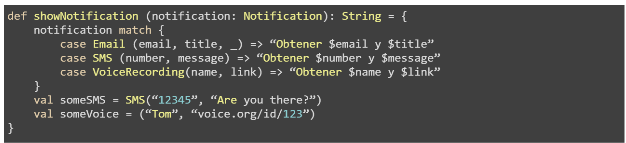 def showNotification (notification: Notification): String = {
notification match {
case Email (email, title, _) => “Obtener $email y $title”
case SMS (number, message) => “Obtener $number y $message”
case VoiceRecording(name, link) => “Obtener $name y $link”
}
val someSMS = SMS(“12345”, “Are you there?”)
val someVoice = (“Tom”, “voice.org/id/123”)
}